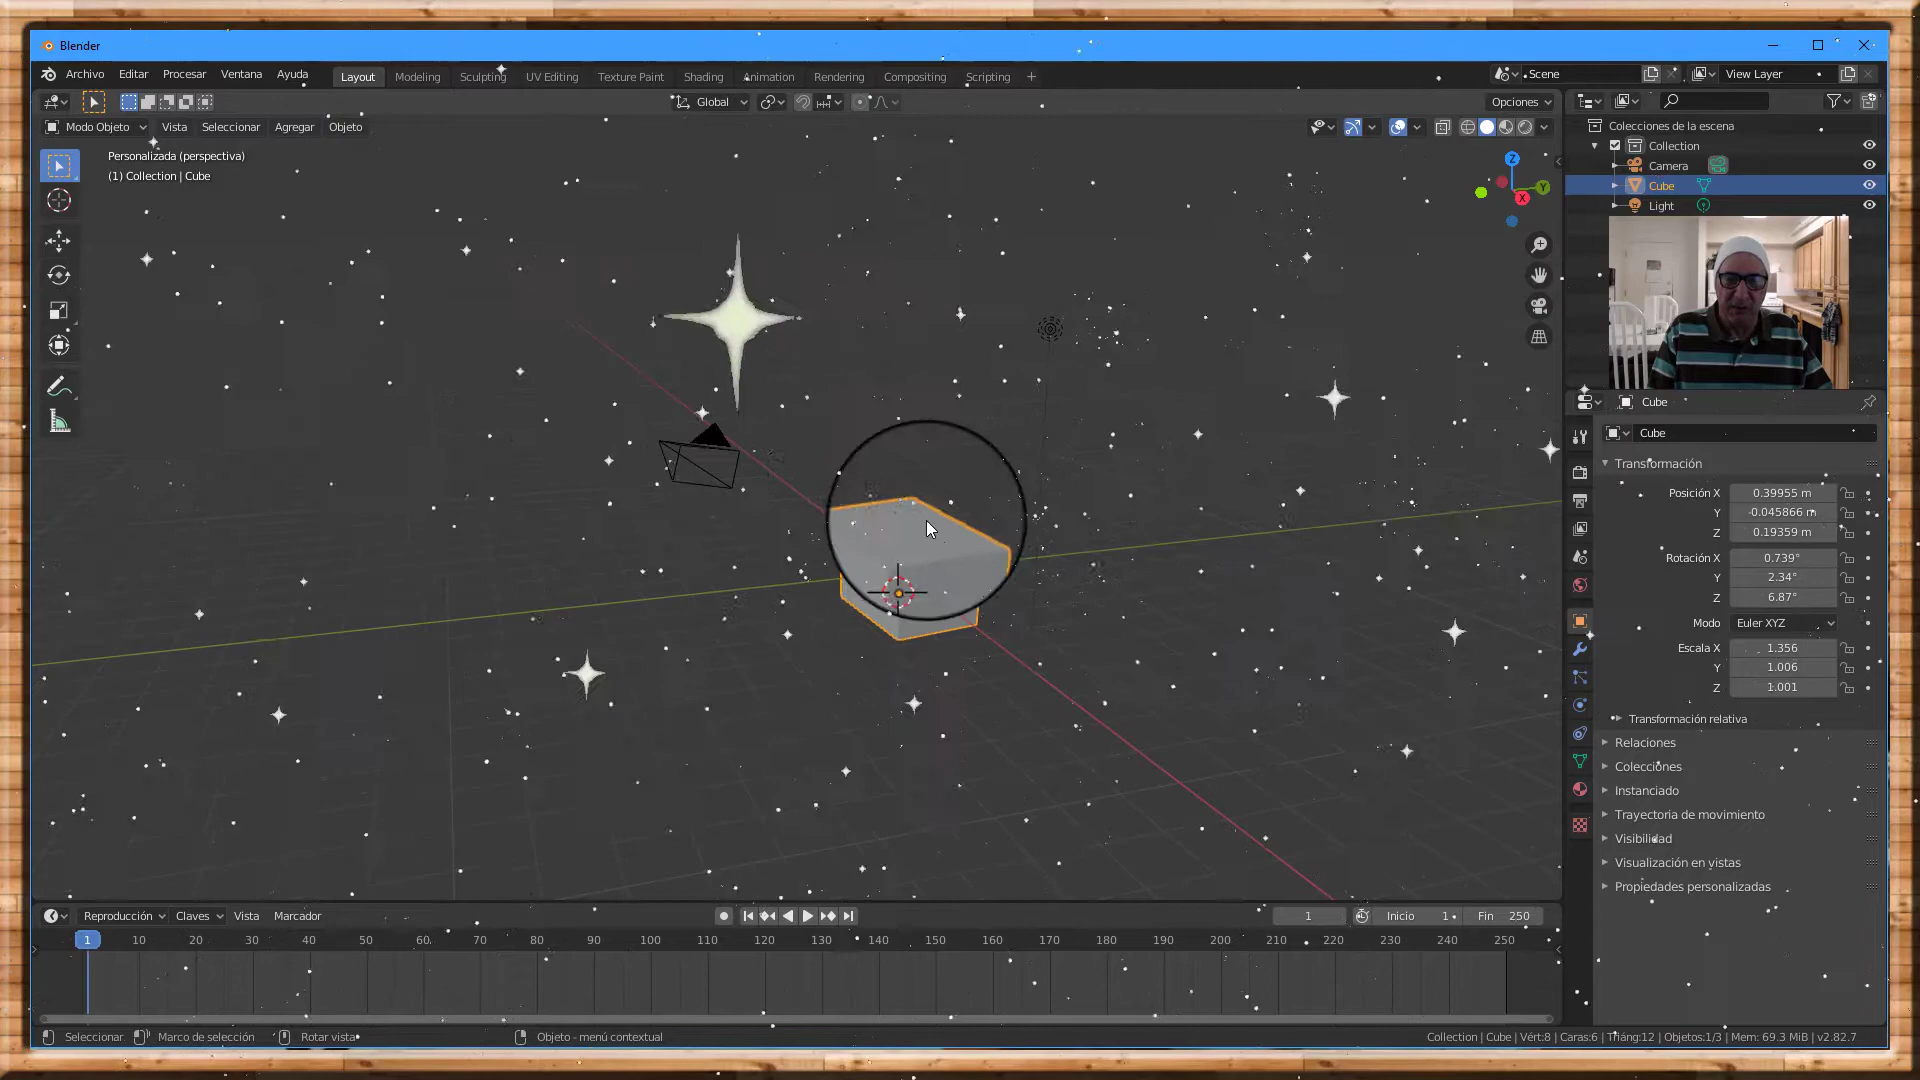 Blender
Archivo Editar Procesar Ventana Ayuda
Layout Modeling Sculpting UV Editing Texture Paint Shading Animation Rendering Compositing Scripting +
Scene
View Layer
Global
Opciones
Modo Objeto Vista Seleccionar Agregar Objeto
Personalizada (perspectiva)
(1) Collection | Cube
Z
Y
X
Colecciones de la escena
Collection
Camera
Cube
Light
Cube
Cube
Transformación
Posición X 0.39955 m
Y -0.045866 m
Z 0.19359 m
Rotación X 0.739°
Y 2.34°
Z 6.87°
Modo Euler XYZ
Escala X 1.356
Y 1.006
Z 1.001
Transformación relativa
Relaciones
Colecciones
Instanciado
Trayectoria de movimiento
Visibilidad
Visualización en vistas
Propiedades personalizadas
Reproducción Claves Vista Marcador
1
Inicio 1
Fin 250
1 10 20 30 40 50 60 70 80 90 100 110 120 130 140 150 160 170 180 190 200 210 220 230 240 250
Seleccionar
Marco de selección
Rotar vista
Objeto - menú contextual
Collection | Cube | Vért:8 | Caras:6 | Triáng:12 | Objetos:1/3 | Mem: 69.3 MiB | v2.82.7